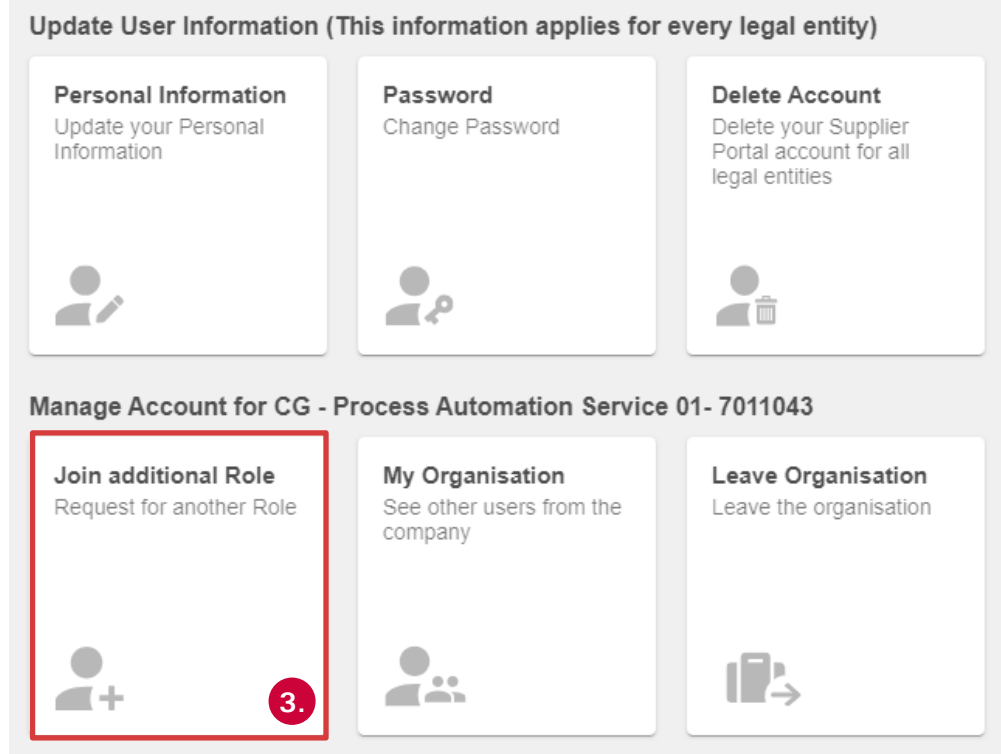 Update User Information (This information applies for every legal entity)
Personal Information
Update your Personal
Information
Password
Change Password
Delete Account
Delete your Supplier
Portal account for all
legal entities
Manage Account for CG - Process Automation Service 01- 7011043
Join additional Role
Request for another Role
3.
My Organisation
See other users from the
company
Leave Organisation
Leave the organisation